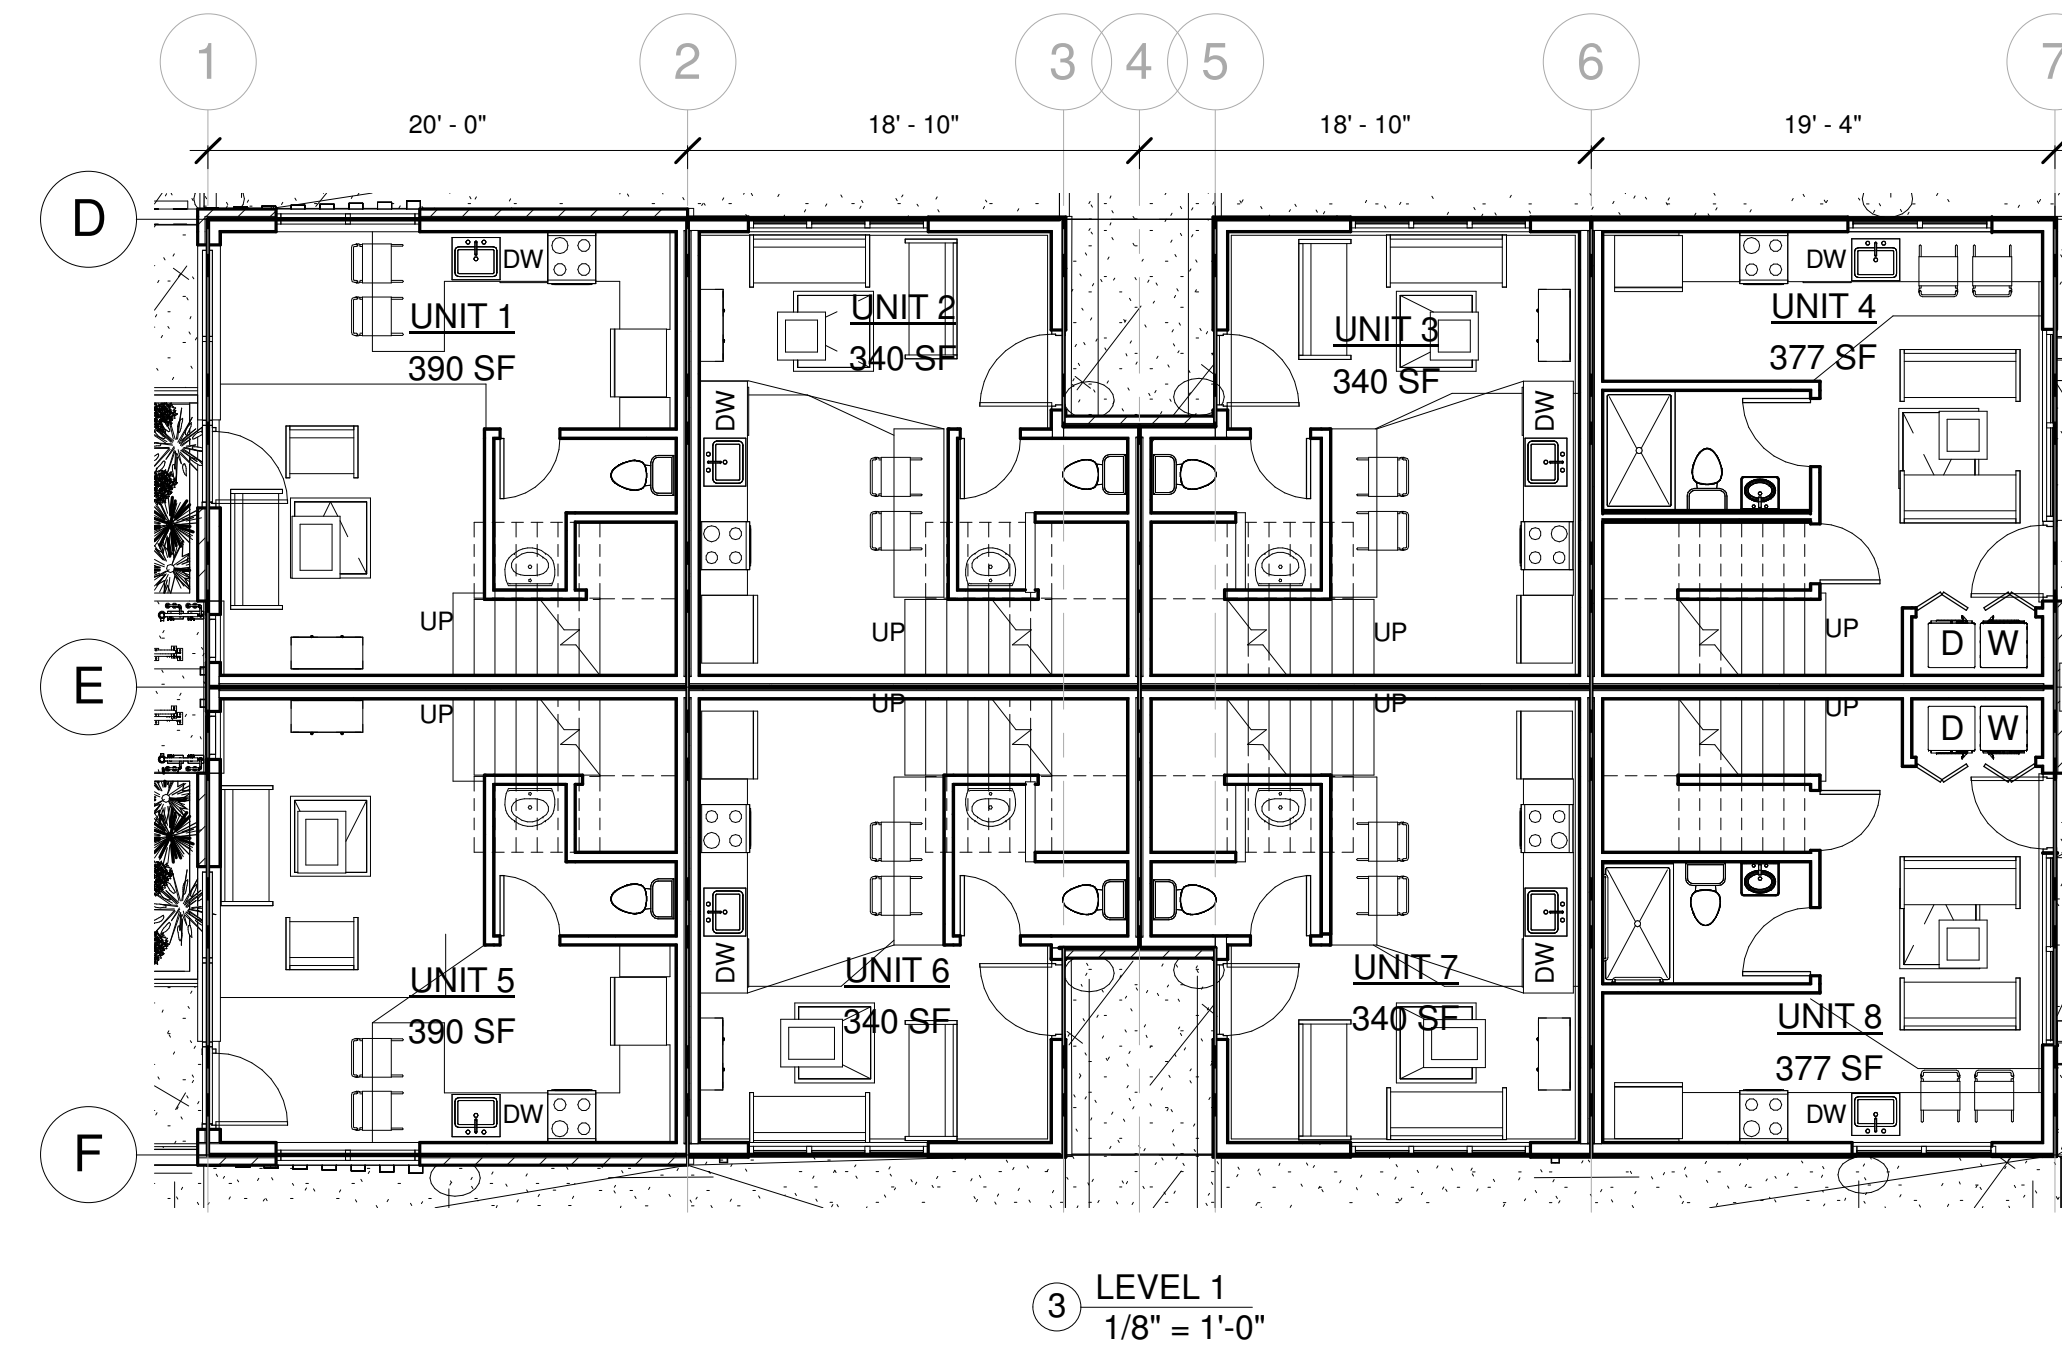 1 2 3 4 5 6 7
20' - 0" 18' - 10" 18' - 10" 19' - 4"
D
DW DW
UNIT 1 UNIT 2 UNIT 3 UNIT 4
390 SF 340 SF 340 SF 377 SF
DW DW
UP UP UP UP D W
E
UP UP UP UP D W
DW DW
UNIT 5 UNIT 6 UNIT 7 UNIT 8
390 SF 340 SF 340 SF 377 SF
DW DW
F
3 LEVEL 1
1/8" = 1'-0"